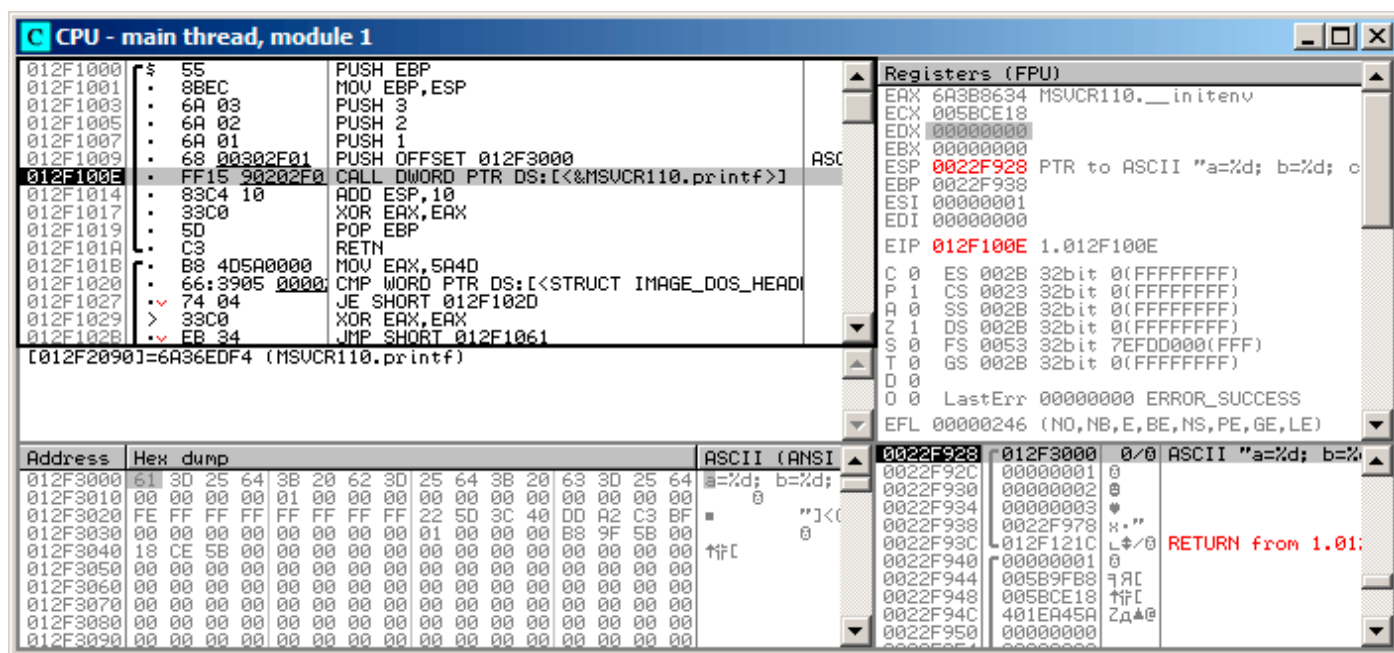 C CPU - main thread, module 1
012F1000 $ 55 PUSH EBP
012F1001 · 8BEC MOV EBP,ESP
012F1003 · 6A 03 PUSH 3
012F1005 · 6A 02 PUSH 2
012F1007 · 6A 01 PUSH 1
012F1009 · 68 00302F01 PUSH OFFSET 012F3000 ASC
012F100E · FF15 90202F0 CALL DWORD PTR DS:[<&MSVCR110.printf>]
012F1014 · 83C4 10 ADD ESP,10
012F1017 · 33C0 XOR EAX,EAX
012F1019 · 5D POP EBP
012F101A · C3 RETN
012F101B · B8 4D5A0000 MOV EAX,5A4D
012F1020 · 66:3905 0000 CMP WORD PTR DS:[<STRUCT IMAGE_DOS_HEAD
012F1027 · 74 04 JE SHORT 012F102D
012F1029 > 33C0 XOR EAX,EAX
012F102B · EB 34 JMP SHORT 012F1061
[012F2090]=6A36EDF4 (MSVCR110.printf)
Registers (FPU)
EAX 6A3B8634 MSVCR110.__initenv
ECX 005BCE18
EDX 00000000
EBX 00000000
ESP 0022F928 PTR to ASCII "a=%d; b=%d; c
EBP 0022F938
ESI 00000001
EDI 00000000
EIP 012F100E 1.012F100E
C 0 ES 002B 32bit 0(FFFFFFFF)
P 1 CS 0023 32bit 0(FFFFFFFF)
A 0 SS 002B 32bit 0(FFFFFFFF)
Z 1 DS 002B 32bit 0(FFFFFFFF)
S 0 FS 0053 32bit 7EFDD000(FFF)
T 0 GS 002B 32bit 0(FFFFFFFF)
D 0
O 0 LastErr 00000000 ERROR_SUCCESS
EFL 00000246 (NO,NB,E,BE,NS,PE,GE,LE)
Address Hex dump ASCII (ANSI
012F3000 61 3D 25 64 3B 20 62 3D 25 64 3B 20 63 3D 25 64 a=%d; b=%d;
012F3010 00 00 00 00 01 00 00 00 00 00 00 00 00 00 00 00
012F3020 FE FF FF FF FF FF FF FF 22 5D 3C 40 DD A2 C3 BF "]<
012F3030 00 00 00 00 00 00 00 00 01 00 00 00 B8 9F 5B 00
012F3040 18 CE 5B 00 00 00 00 00 00 00 00 00 00 00 00 00
012F3050 00 00 00 00 00 00 00 00 00 00 00 00 00 00 00 00
012F3060 00 00 00 00 00 00 00 00 00 00 00 00 00 00 00 00
012F3070 00 00 00 00 00 00 00 00 00 00 00 00 00 00 00 00
012F3080 00 00 00 00 00 00 00 00 00 00 00 00 00 00 00 00
012F3090 00 00 00 00 00 00 00 00 00 00 00 00 00 00 00 00
0022F928 012F3000 0/0 ASCII "a=%d; b=%
0022F92C 00000001
0022F930 00000002
0022F934 00000003 ♥
0022F938 0022F978 x·"
0022F93C 012F121C RETURN from 1.01
0022F940 00000001
0022F944 005B9FB8 ╕Я[
0022F948 005BCE18
0022F94C 401EA45A Zд▲@
0022F950 00000000